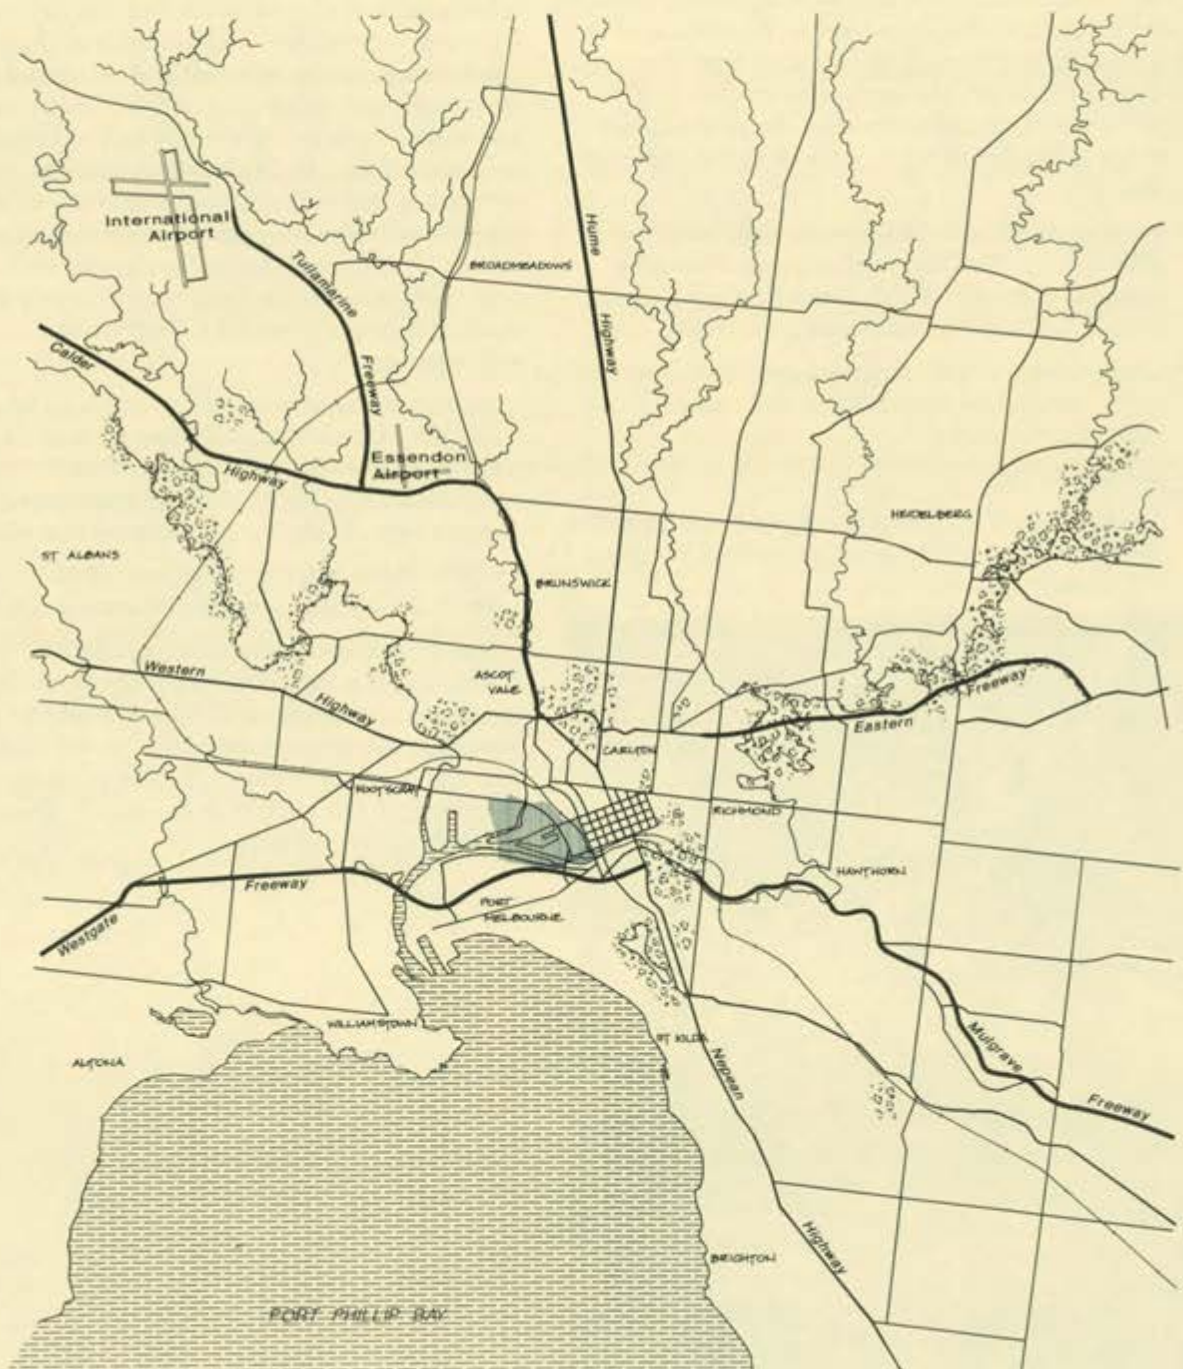 International
Airport
Tullamarine
Freeway
Hume
Highway
BROADMEADOWS
Calder
Highway
Essendon
Airport
HEIDELBERG
ST ALBANS
BRUNSWICK
Western
Highway
ASCOT
VALE
Eastern
Freeway
CARLTON
FOOTSCRAY
RICHMOND
HAWTHORN
Westgate
Freeway
PORT
MELBOURNE
WILLIAMSTOWN
ALTONA
ST KILDA
Nepean
Highway
Mulgrave
Freeway
BRIGHTON
PORT PHILLIP BAY